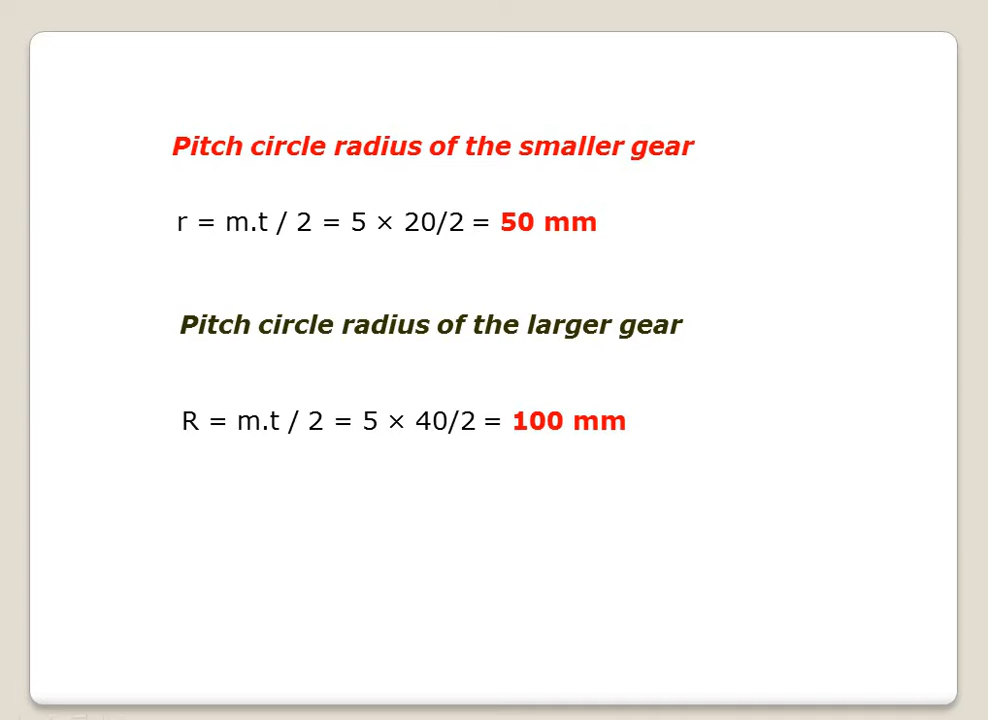 Pitch circle radius of the smaller gear
r = m.t / 2 = 5 × 20/2 = 50 mm
Pitch circle radius of the larger gear
R = m.t / 2 = 5 × 40/2 = 100 mm